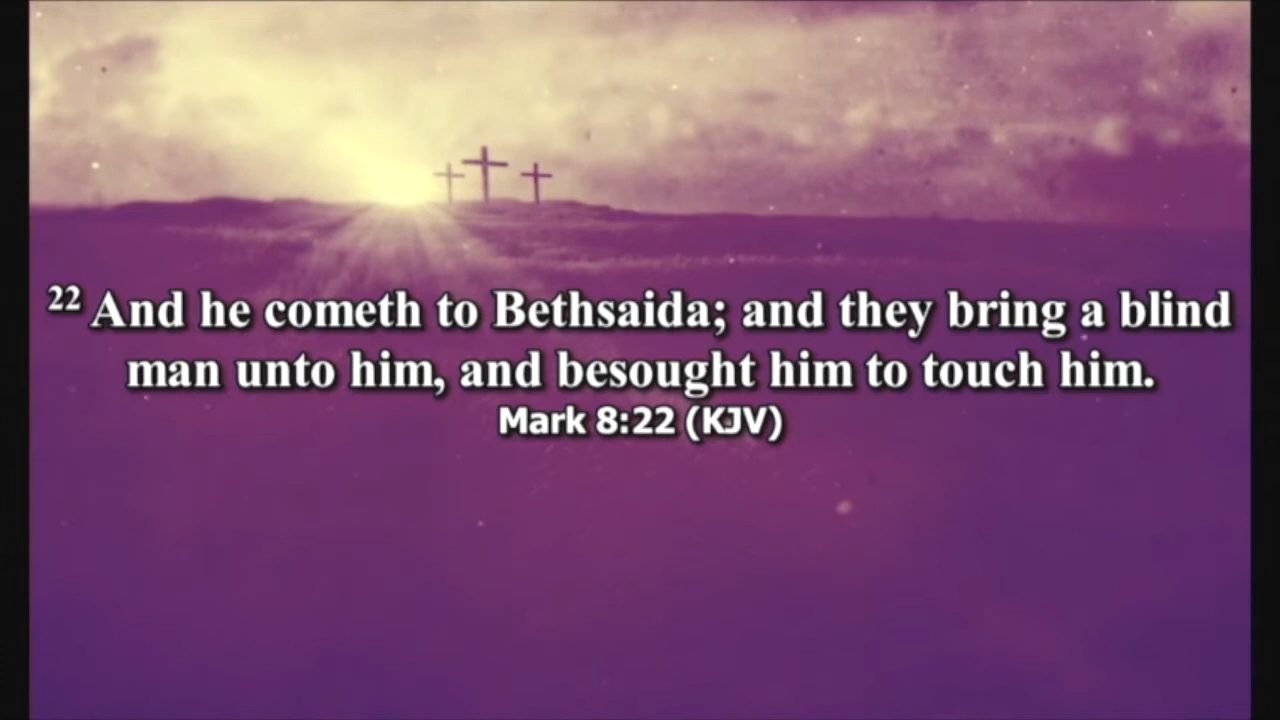 22 And he cometh to Bethsaida; and they bring a blind
man unto him, and besought him to touch him.
Mark 8:22 (KJV)